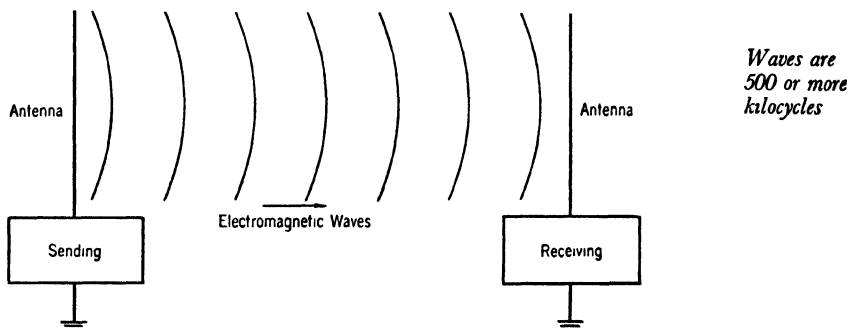 Waves are
500 or more
kilocycles
Antenna
Antenna
Electromagnetic Waves
Sending
Receiving